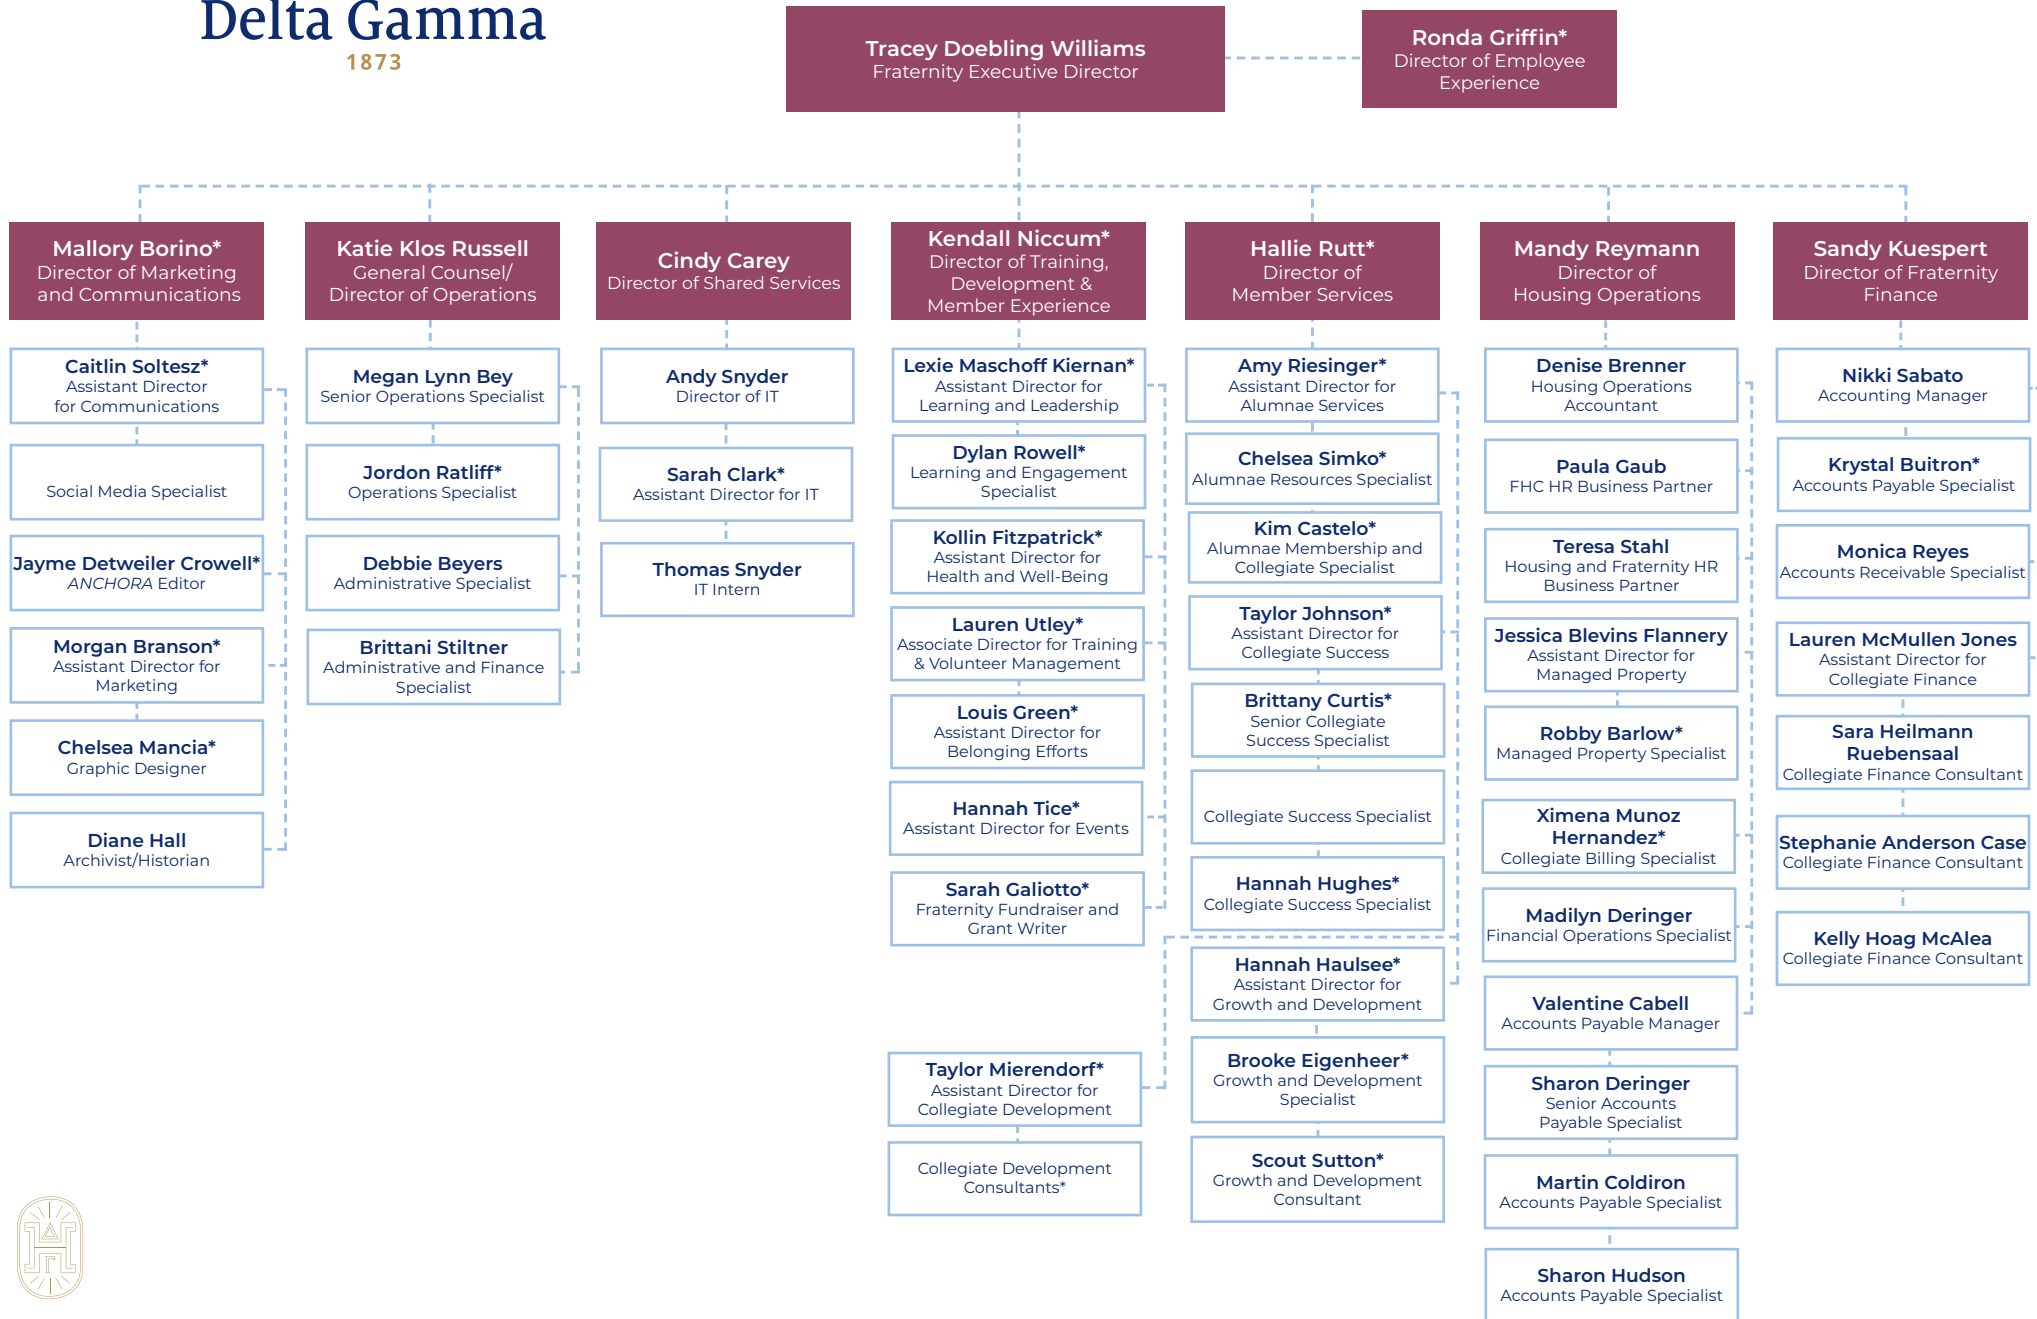 Delta Gamma
1873
Tracey Doebling Williams
Fraternity Executive Director
Ronda Griffin*
Director of Employee
Experience
Mallory Borino*
Director of Marketing
and Communications
Caitlin Soltesz*
Assistant Director
for Communications
Social Media Specialist
Jayme Detweiler Crowell*
ANCHORA Editor
Morgan Branson*
Assistant Director for
Marketing
Chelsea Mancia*
Graphic Designer
Diane Hall
Archivist/Historian
Katie Klos Russell
General Counsel/
Director of Operations
Megan Lynn Bey
Senior Operations Specialist
Jordon Ratliff*
Operations Specialist
Debbie Beyers
Administrative Specialist
Brittani Stiltner
Administrative and Finance
Specialist
Cindy Carey
Director of Shared Services
Andy Snyder
Director of IT
Sarah Clark*
Assistant Director for IT
Thomas Snyder
IT Intern
Kendall Niccum*
Director of Training,
Development &
Member Experience
Lexie Maschoff Kiernan*
Assistant Director for
Learning and Leadership
Dylan Rowell*
Learning and Engagement
Specialist
Kollin Fitzpatrick*
Assistant Director for
Health and Well-Being
Lauren Utley*
Associate Director for Training
& Volunteer Management
Louis Green*
Assistant Director for
Belonging Efforts
Hannah Tice*
Assistant Director for Events
Sarah Galiotto*
Fraternity Fundraiser and
Grant Writer
Taylor Mierendorf*
Assistant Director for
Collegiate Development
Collegiate Development
Consultants*
Hallie Rutt*
Director of
Member Services
Amy Riesinger*
Assistant Director for
Alumnae Services
Chelsea Simko*
Alumnae Resources Specialist
Kim Castelo*
Alumnae Membership and
Collegiate Specialist
Taylor Johnson*
Assistant Director for
Collegiate Success
Brittany Curtis*
Senior Collegiate
Success Specialist
Collegiate Success Specialist
Hannah Hughes*
Collegiate Success Specialist
Hannah Haulsee*
Assistant Director for
Growth and Development
Brooke Eigenheer*
Growth and Development
Specialist
Scout Sutton*
Growth and Development
Consultant
Mandy Reymann
Director of
Housing Operations
Denise Brenner
Housing Operations
Accountant
Paula Gaub
FHC HR Business Partner
Teresa Stahl
Housing and Fraternity HR
Business Partner
Jessica Blevins Flannery
Assistant Director for
Managed Property
Robby Barlow*
Managed Property Specialist
Ximena Munoz
Hernandez*
Collegiate Billing Specialist
Madilyn Deringer
Financial Operations Specialist
Valentine Cabell
Accounts Payable Manager
Sharon Deringer
Senior Accounts
Payable Specialist
Martin Coldiron
Accounts Payable Specialist
Sharon Hudson
Accounts Payable Specialist
Sandy Kuespert
Director of Fraternity
Finance
Nikki Sabato
Accounting Manager
Krystal Buitron*
Accounts Payable Specialist
Monica Reyes
Accounts Receivable Specialist
Lauren McMullen Jones
Assistant Director for
Collegiate Finance
Sara Heilmann
Ruebensaal
Collegiate Finance Consultant
Stephanie Anderson Case
Collegiate Finance Consultant
Kelly Hoag McAlea
Collegiate Finance Consultant